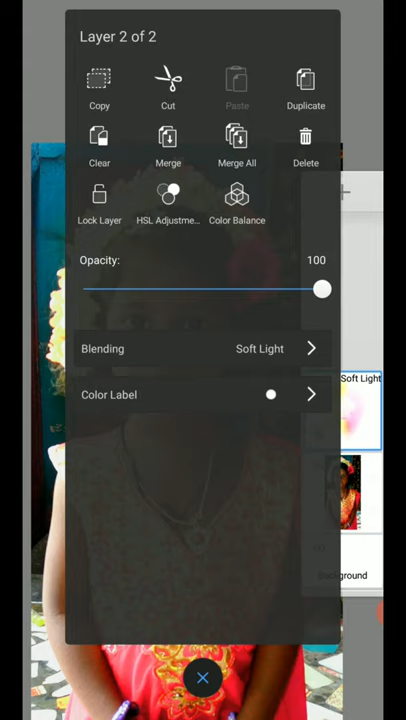 Layer 2 of 2
Copy Cut Paste Duplicate
Clear Merge Merge All Delete
Lock Layer HSL Adjustme... Color Balance
Opacity: 100
Blending Soft Light
Soft Light
Color Label
Background